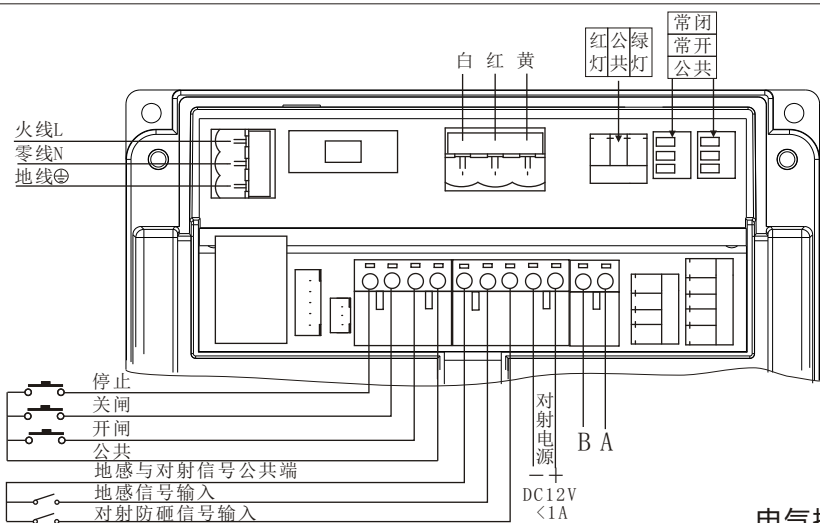 常闭
常开
公共
红灯
公共
绿灯
白 红 黄
火线L
零线N
地线
停止
关闸
开闸
公共
地感与对射信号公共端
地感信号输入
对射防砸信号输入
对射电源
－ ＋
DC12V
<1A
B A